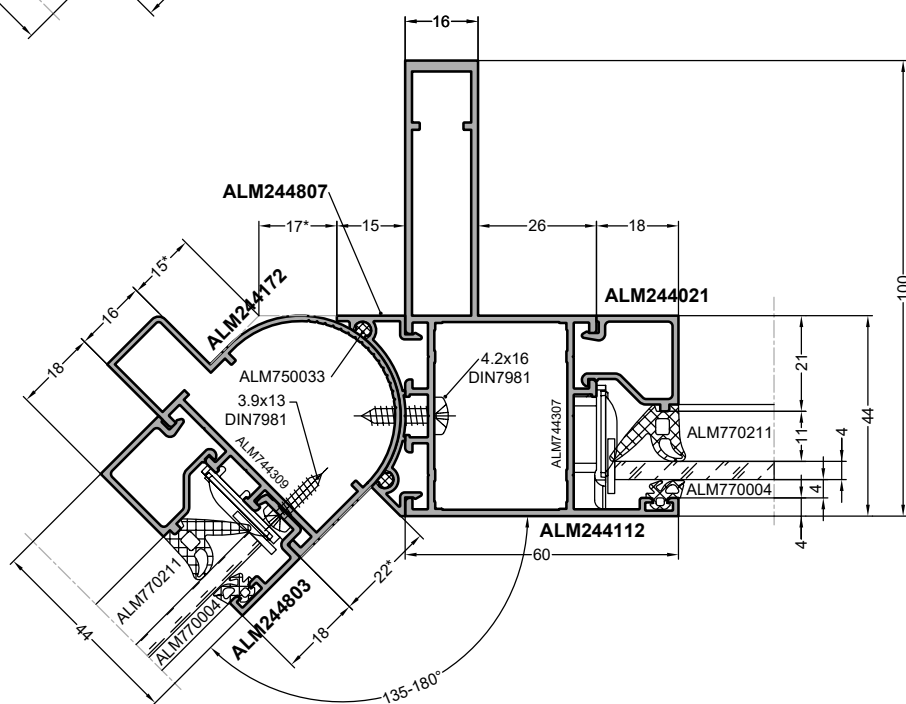 16
ALM244807
17*
15
26
18
ALM244021
100
15*
16
18
ALM244172
ALM750033
3.9x13
DIN7981
ALM744309
4.2x16
DIN7981
ALM744307
21
44
11
4
ALM770211
ALM770004
4
4
ALM244112
60
ALM770211
ALM770004
ALM244803
44
18
22*
135-180°